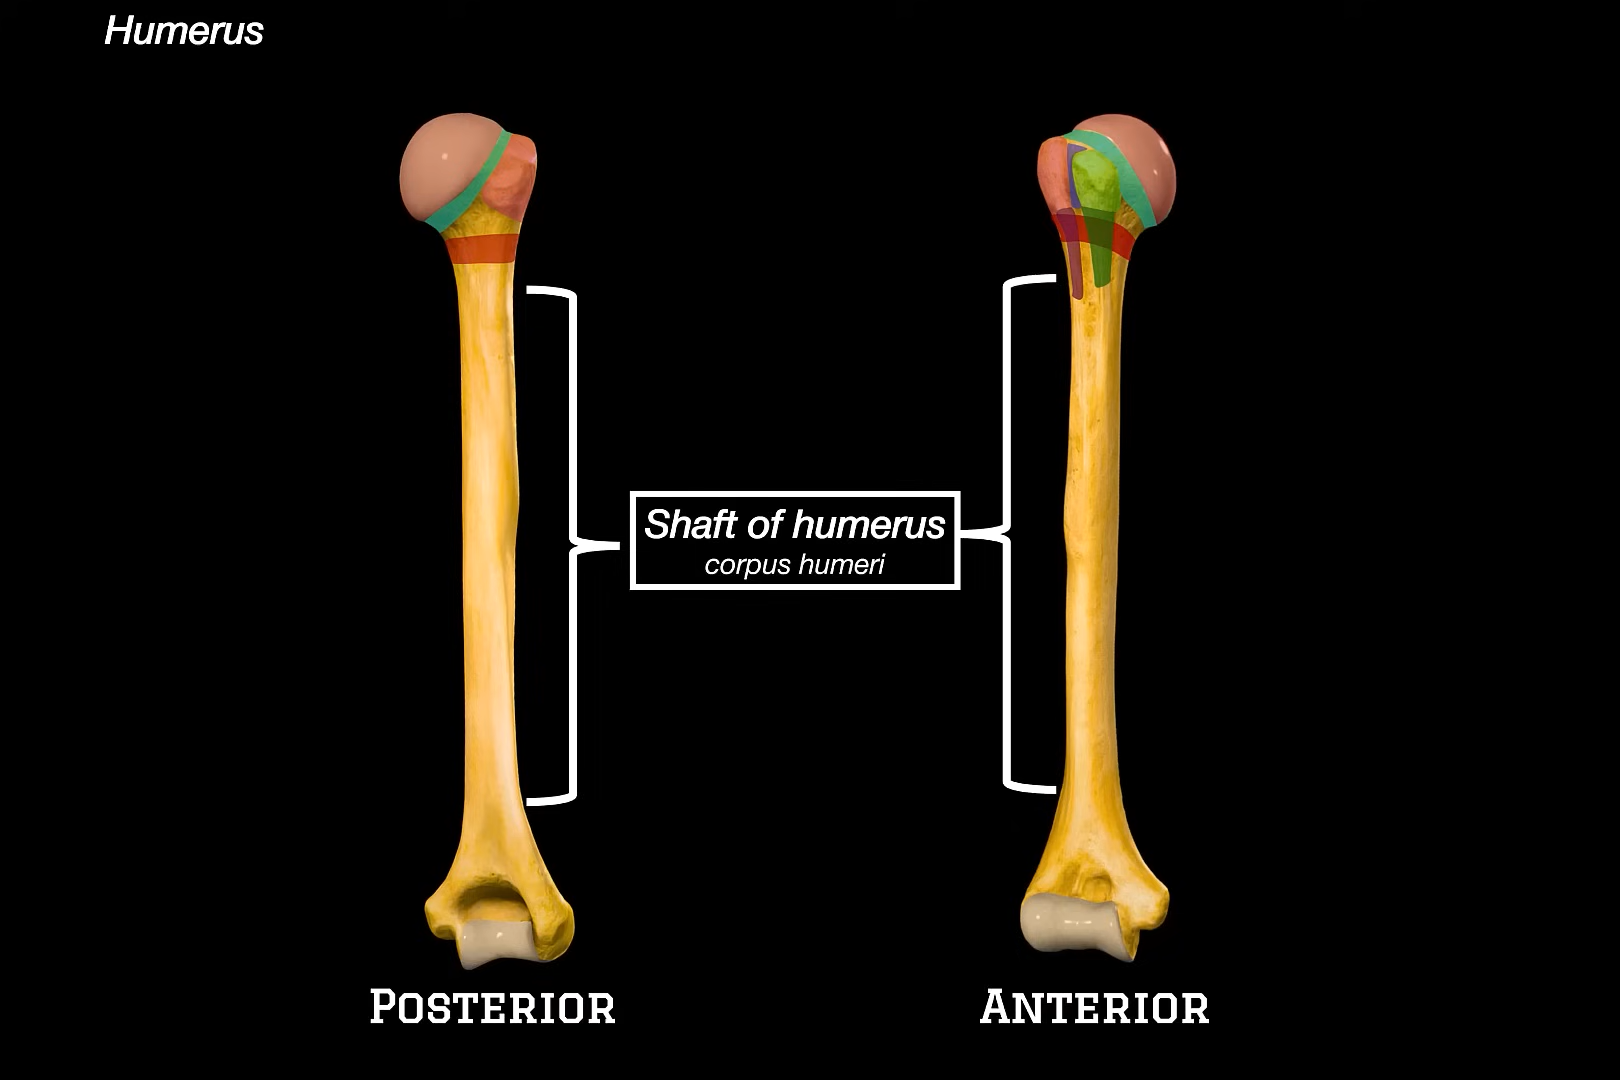 Humerus
Shaft of humerus
corpus humeri
Posterior
Anterior